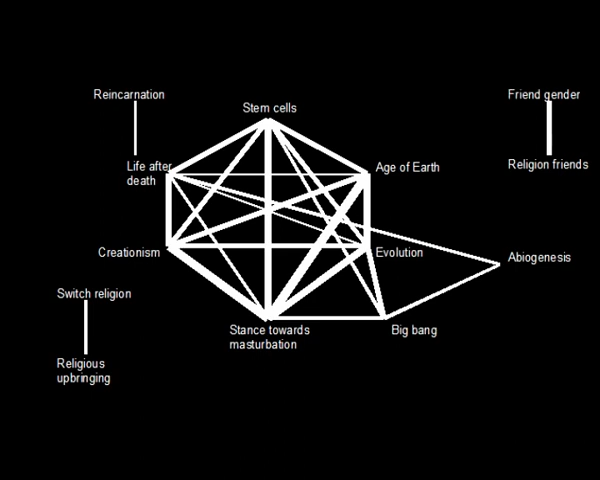 Reincarnation
Friend gender
Stem cells
Life after
death
Age of Earth
Religion friends
Creationism
Evolution
Abiogenesis
Switch religion
Stance towards
masturbation
Big bang
Religious
upbringing